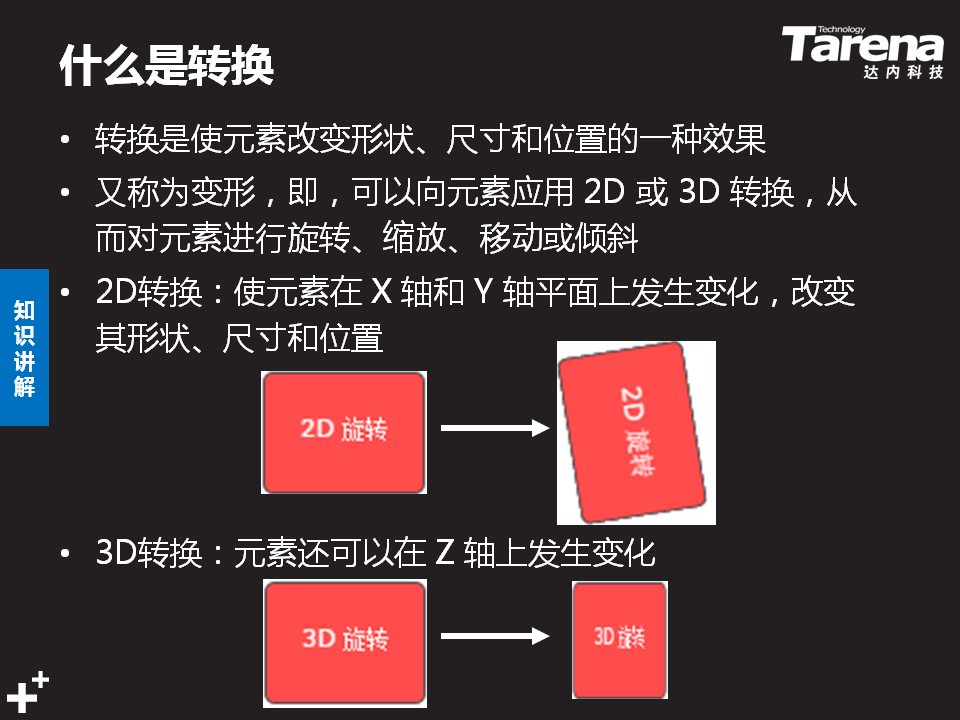 什么是转换
Technology
Tarena
达内科技
• 转换是使元素改变形状、尺寸和位置的一种效果
• 又称为变形，即，可以向元素应用 2D 或 3D 转换，从
而对元素进行旋转、缩放、移动或倾斜
• 2D转换：使元素在 X 轴和 Y 轴平面上发生变化，改变
其形状、尺寸和位置
知识讲解
2D 旋转
2D 旋转
• 3D转换：元素还可以在 Z 轴上发生变化
3D 旋转
3D 旋转